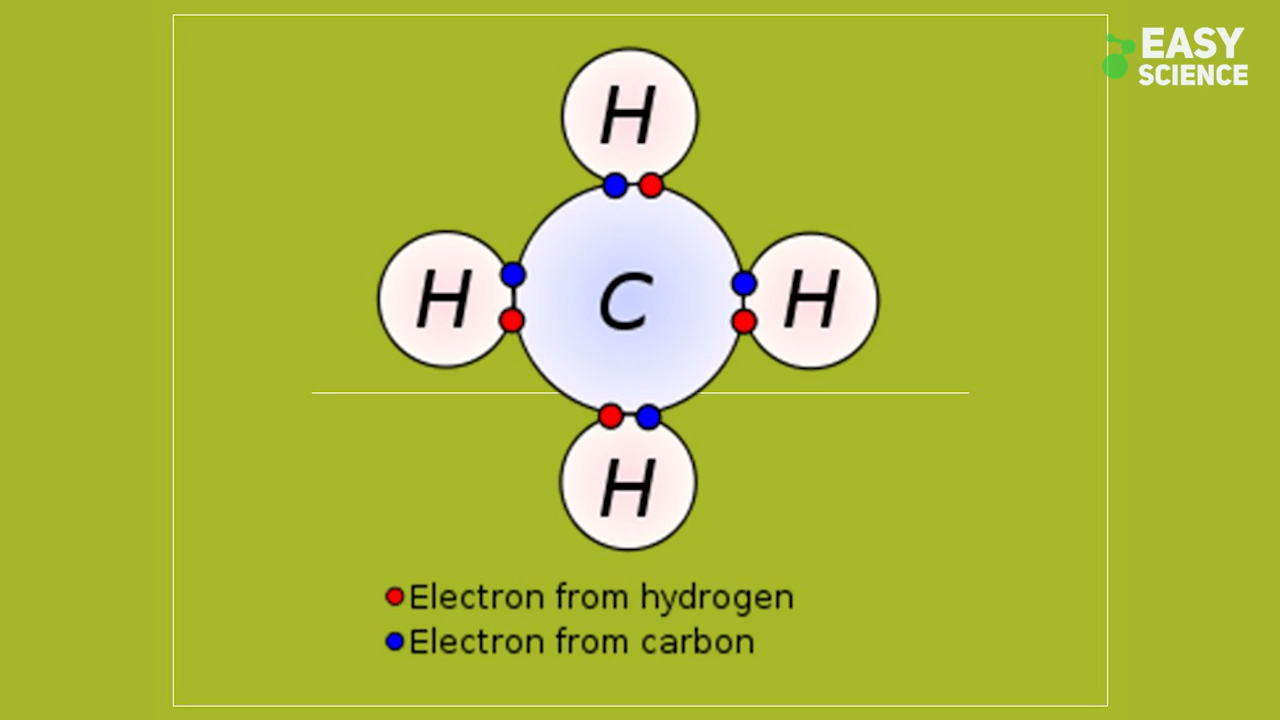 EASY
SCIENCE
H
H
C
H
H
Electron from hydrogen
Electron from carbon